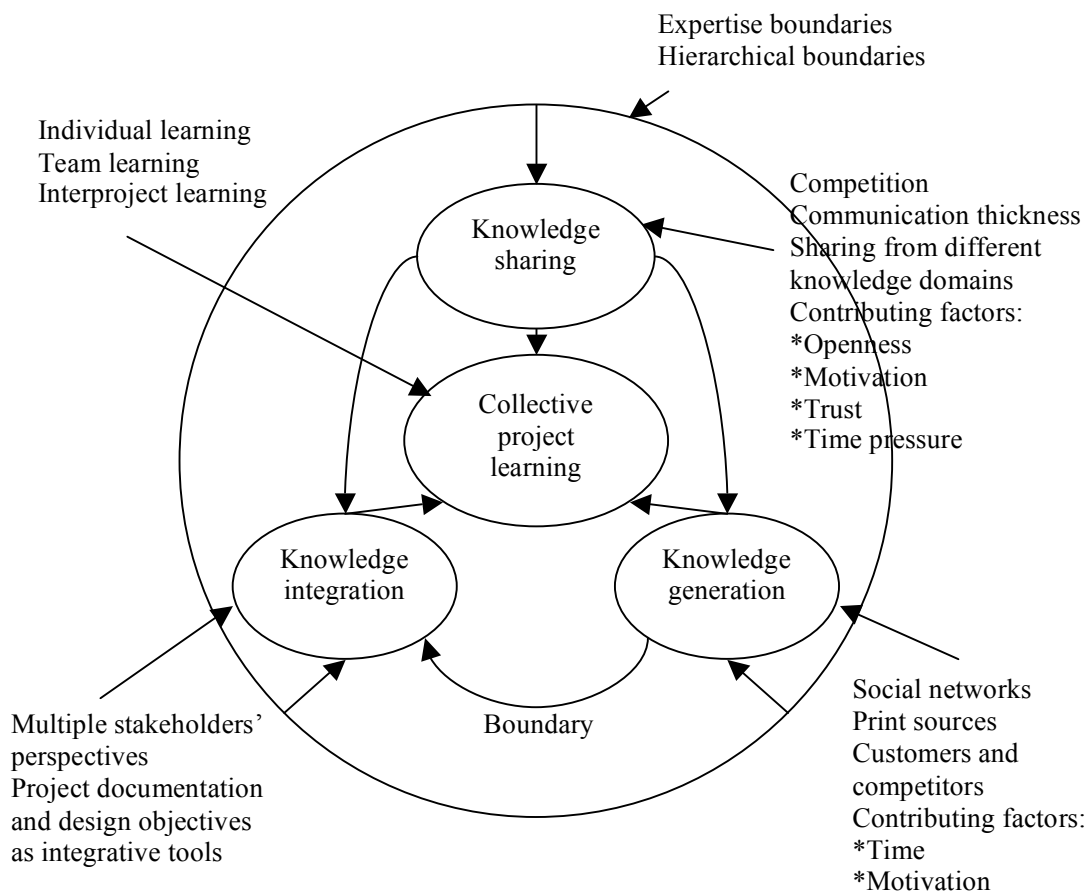 Expertise boundaries
Hierarchical boundaries
Individual learning
Team learning
Interproject learning
Competition
Communication thickness
Sharing from different
knowledge domains
Contributing factors:
*Openness
*Motivation
*Trust
*Time pressure
Knowledge
sharing
Collective
project
learning
Knowledge
integration
Knowledge
generation
Boundary
Multiple stakeholders’
perspectives
Project documentation
and design objectives
as integrative tools
Social networks
Print sources
Customers and
competitors
Contributing factors:
*Time
*Motivation